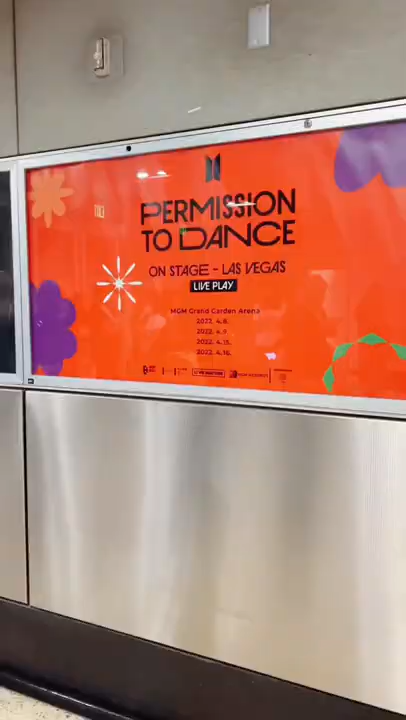 PERMISSION
TO DANCE
ON STAGE - LAS VEGAS
LIVE PLAY
MGM Grand Garden Arena
2022. 4. 8.
2022. 4. 9.
2022. 4. 15.
2022. 4. 16.